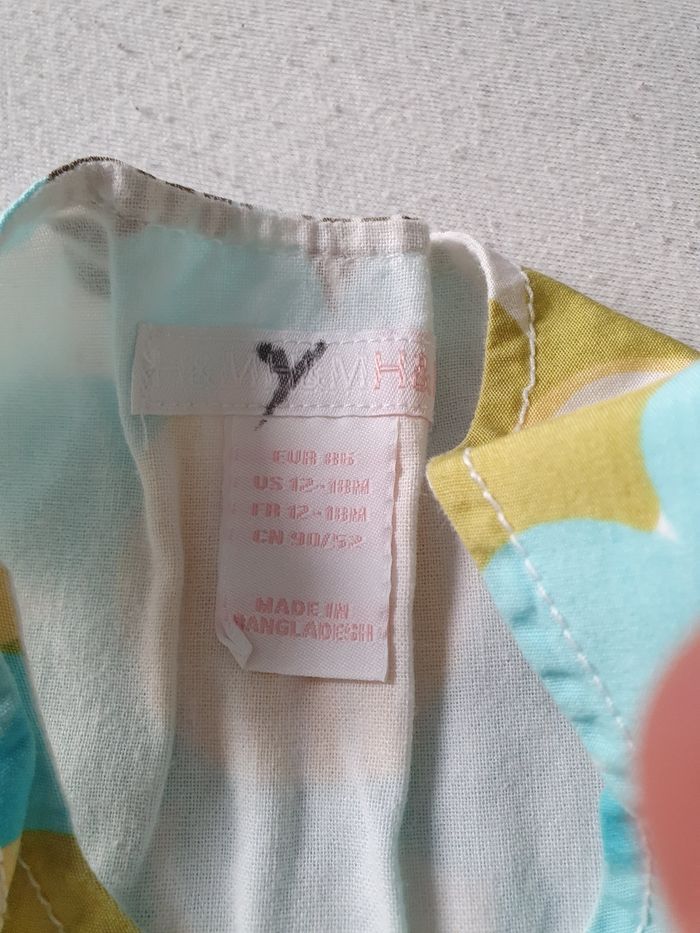 H&M H&M H&
Y
EUR 86
US 12-18M
FR 12-18M
CN 90/52
MADE IN
BANGLADESH